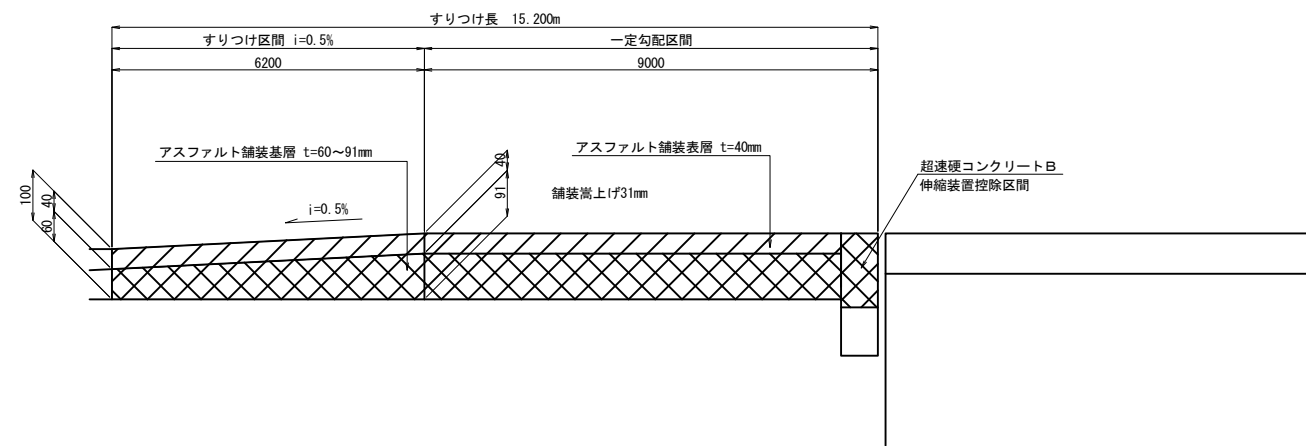 すりつけ長 15.200m
すりつけ区間 i=0.5%
一定勾配区間
6200
9000
アスファルト舗装基層 t=60～91mm
アスファルト舗装表層 t=40mm
超速硬コンクリートB
伸縮装置控除区間
舗装嵩上げ31mm
i=0.5%
100
40
60
40
91